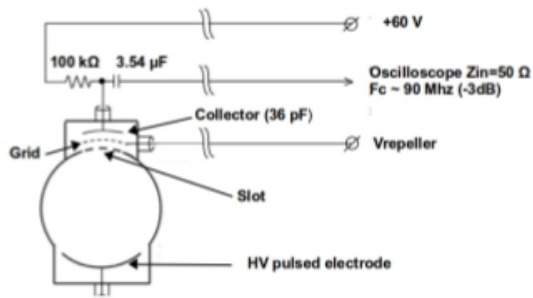 +60 V
100 kΩ 3.54 μF
Oscilloscope Zin=50 Ω
Fc ~ 90 Mhz (-3dB)
Collector (36 pF)
Grid
Vrepeller
Slot
HV pulsed electrode